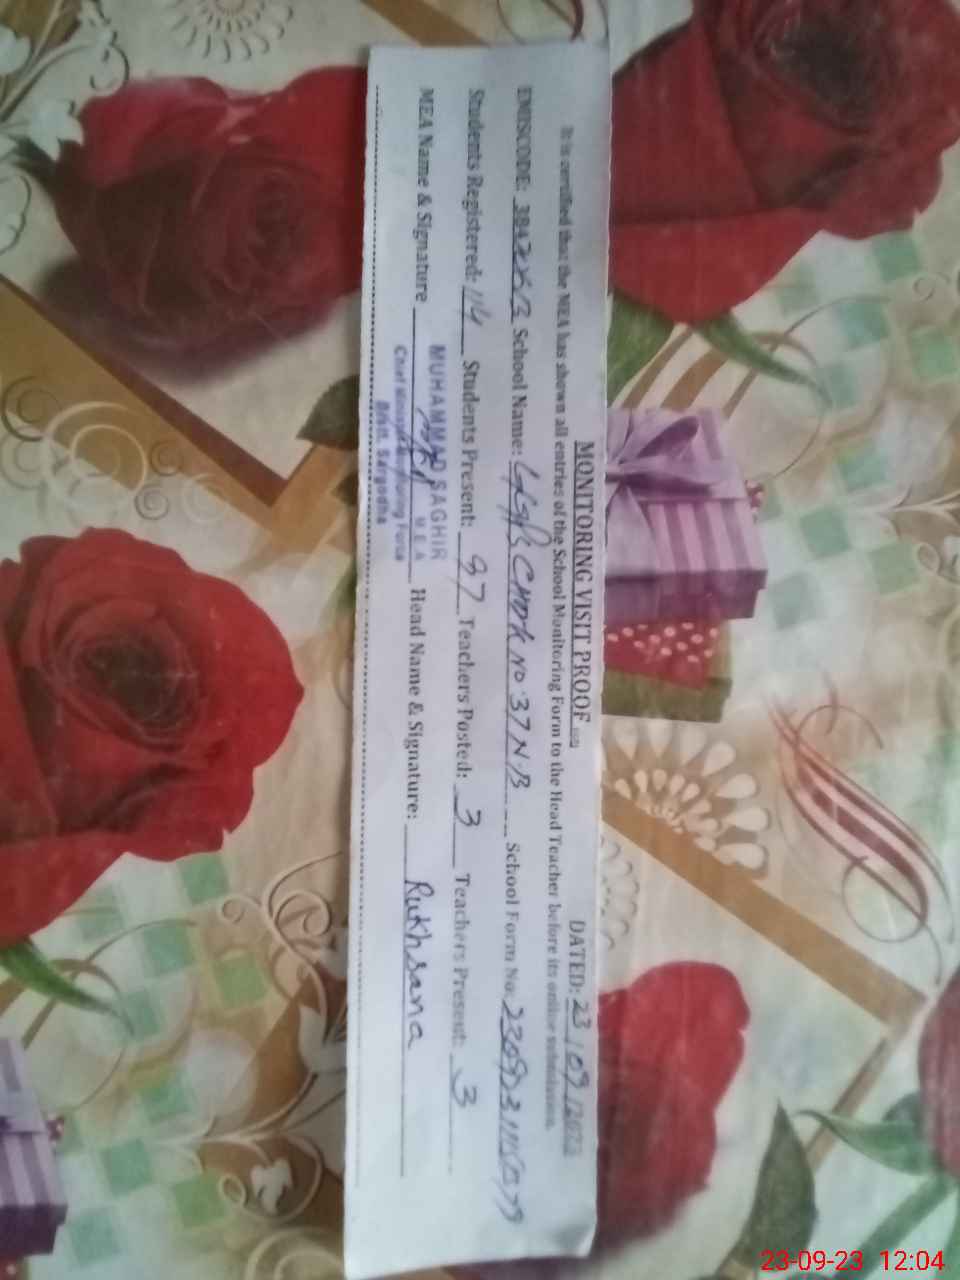 MONITORING VISIT PROOF DATED: 23/09/2023
It is certified that the MEA has shown all entries of the School Monitoring Form to the Head Teacher before its online submission.
EMISCODE: School Name: CHAK NO 37 N.B School Form No:
Students Registered: 114 Students Present: 97 Teachers Posted: 3 Teachers Present: 3
MEA Name & Signature Head Name & Signature: Rukhsana
MUHAMMAD SAGHIR
M.E.A
Chief Minister Monitoring Force
Distt. Sargodha
23-09-23 12:04